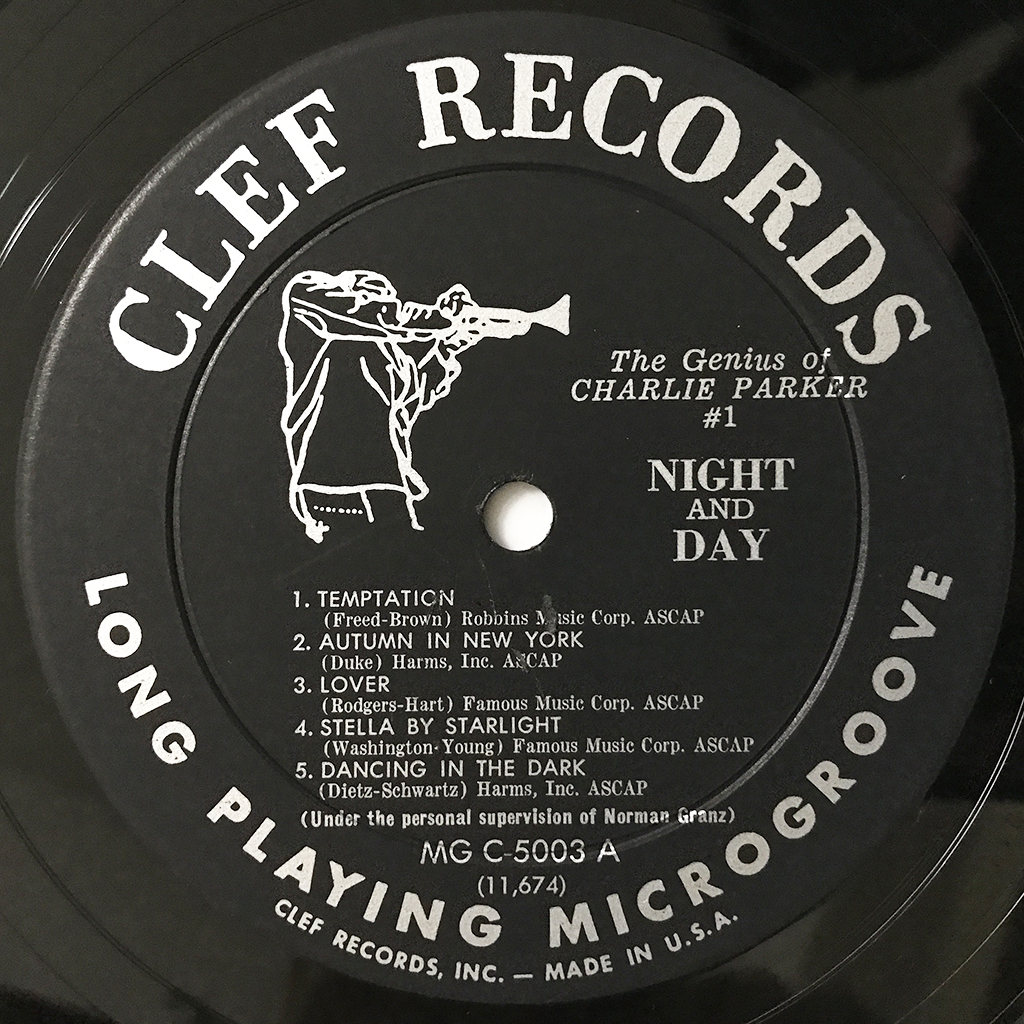 CLEF RECORDS
The Genius of
CHARLIE PARKER
#1
NIGHT
AND
DAY
1. TEMPTATION
(Freed-Brown) Robbins Music Corp. ASCAP
2. AUTUMN IN NEW YORK
(Duke) Harms, Inc. ASCAP
3. LOVER
(Rodgers-Hart) Famous Music Corp. ASCAP
4. STELLA BY STARLIGHT
(Washington-Young) Famous Music Corp. ASCAP
5. DANCING IN THE DARK
(Dietz-Schwartz) Harms, Inc. ASCAP
(Under the personal supervision of Norman Granz)
MG C-5003 A
(11,674)
LONG PLAYING MICROGROOVE
CLEF RECORDS, INC. — MADE IN U.S.A.